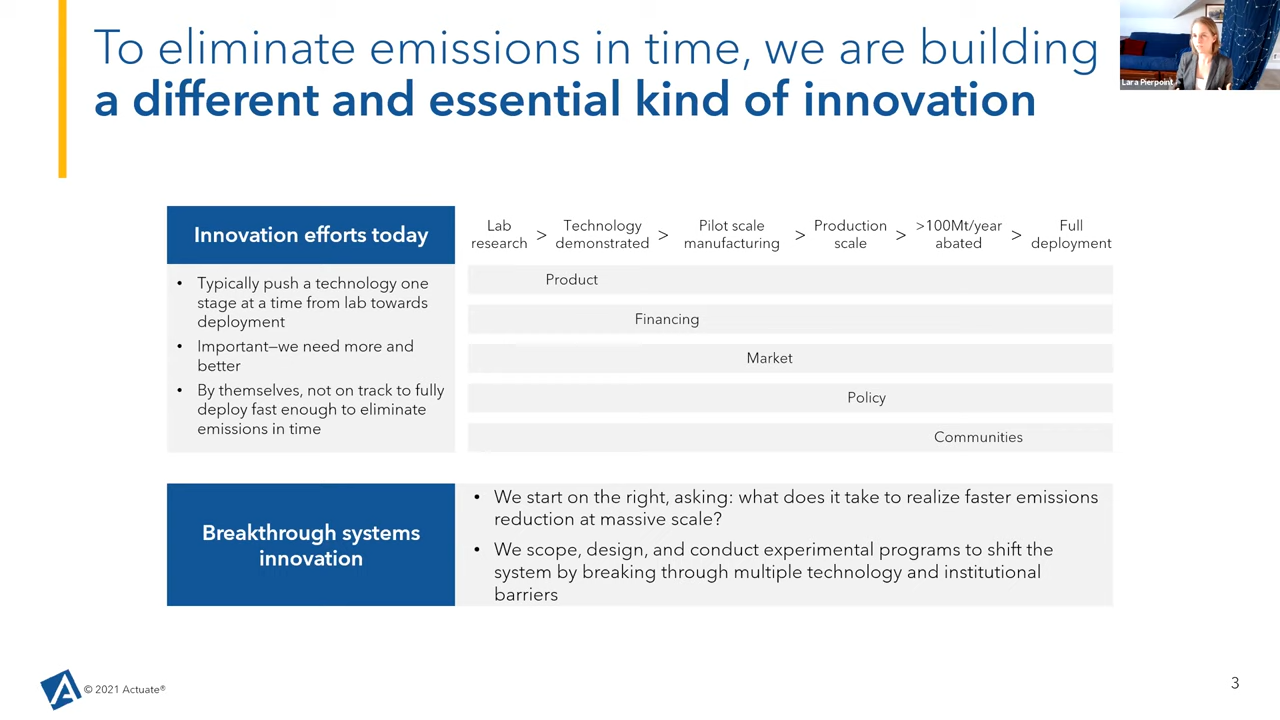 To eliminate emissions in time, we are building
a different and essential kind of innovation
Lara Pierpoint
Innovation efforts today
• Typically push a technology one
stage at a time from lab towards
deployment
• Important—we need more and
better
• By themselves, not on track to fully
deploy fast enough to eliminate
emissions in time
Lab
research
>
Technology
demonstrated
>
Pilot scale
manufacturing
>
Production
scale
>
>100Mt/year
abated
>
Full
deployment
Product
Financing
Market
Policy
Communities
Breakthrough systems
innovation
• We start on the right, asking: what does it take to realize faster emissions
reduction at massive scale?
• We scope, design, and conduct experimental programs to shift the
system by breaking through multiple technology and institutional
barriers
© 2021 Actuate®
3